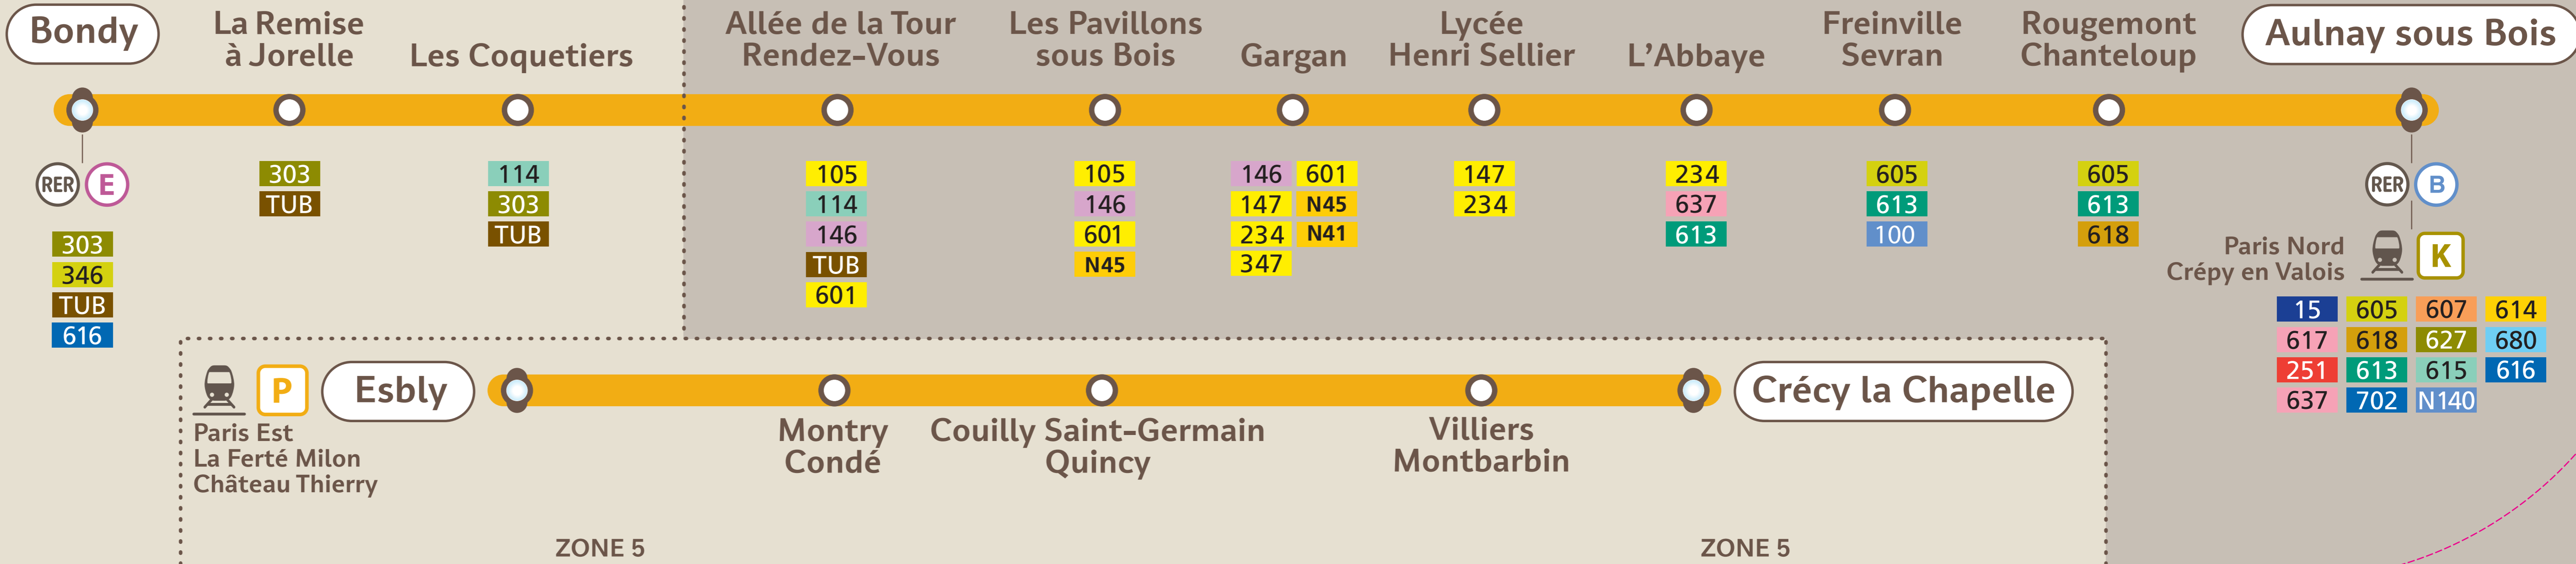 Bondy
La Remise
à Jorelle
Les Coquetiers
Allée de la Tour
Rendez-Vous
Les Pavillons
sous Bois
Gargan
Lycée
Henri Sellier
L'Abbaye
Freinville
Sevran
Rougemont
Chanteloup
Aulnay sous Bois
RER E
303
346
TUB
616
303
TUB
114
303
TUB
105
114
146
TUB
601
105
146
601
N45
146 601
147 N45
234 N41
347
147
234
234
637
613
605
613
100
605
613
618
RER B
Paris Nord
Crépy en Valois
K
15 605 607 614
617 618 627 680
251 613 615 616
637 702 N140
P
Esbly
Paris Est
La Ferté Milon
Château Thierry
Montry
Condé
Couilly Saint-Germain
Quincy
Villiers
Montbarbin
Crécy la Chapelle
ZONE 5
ZONE 5